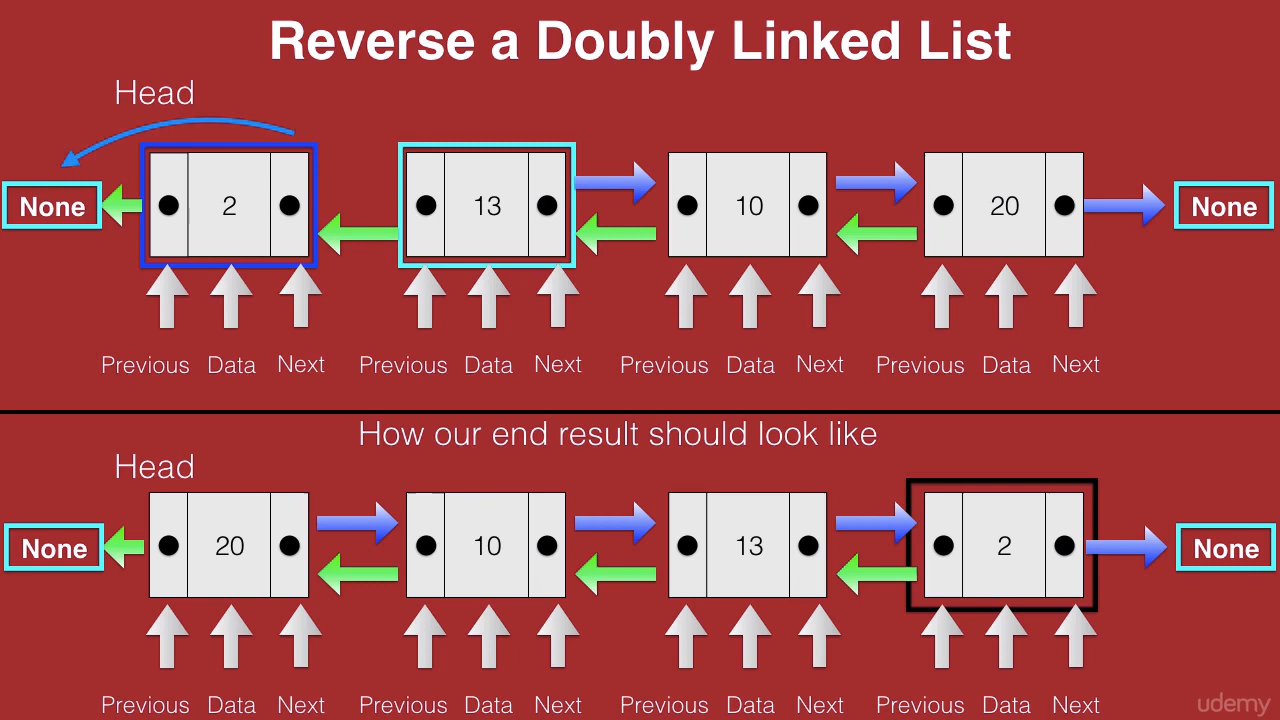 Reverse a Doubly Linked List
Head
None 2 13 10 20 None
Previous Data Next Previous Data Next Previous Data Next Previous Data Next
How our end result should look like
Head
None 20 10 13 2 None
Previous Data Next Previous Data Next Previous Data Next Previous Data Next
udemy